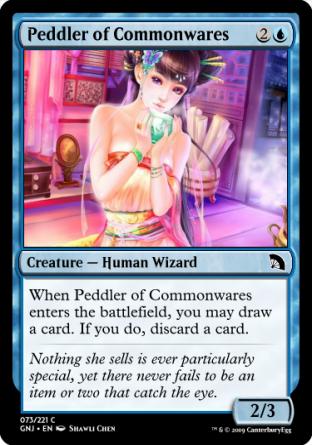 Peddler of Commonwares 2
Creature — Human Wizard
When Peddler of Commonwares
enters the battlefield, you may draw
a card. If you do, discard a card.
Nothing she sells is ever particularly
special, yet there never fails to be an
item or two that catch the eye.
2/3
073/221 C
GNJ • EN Shawli Chen
™ & © 2019 CanterburyEgg